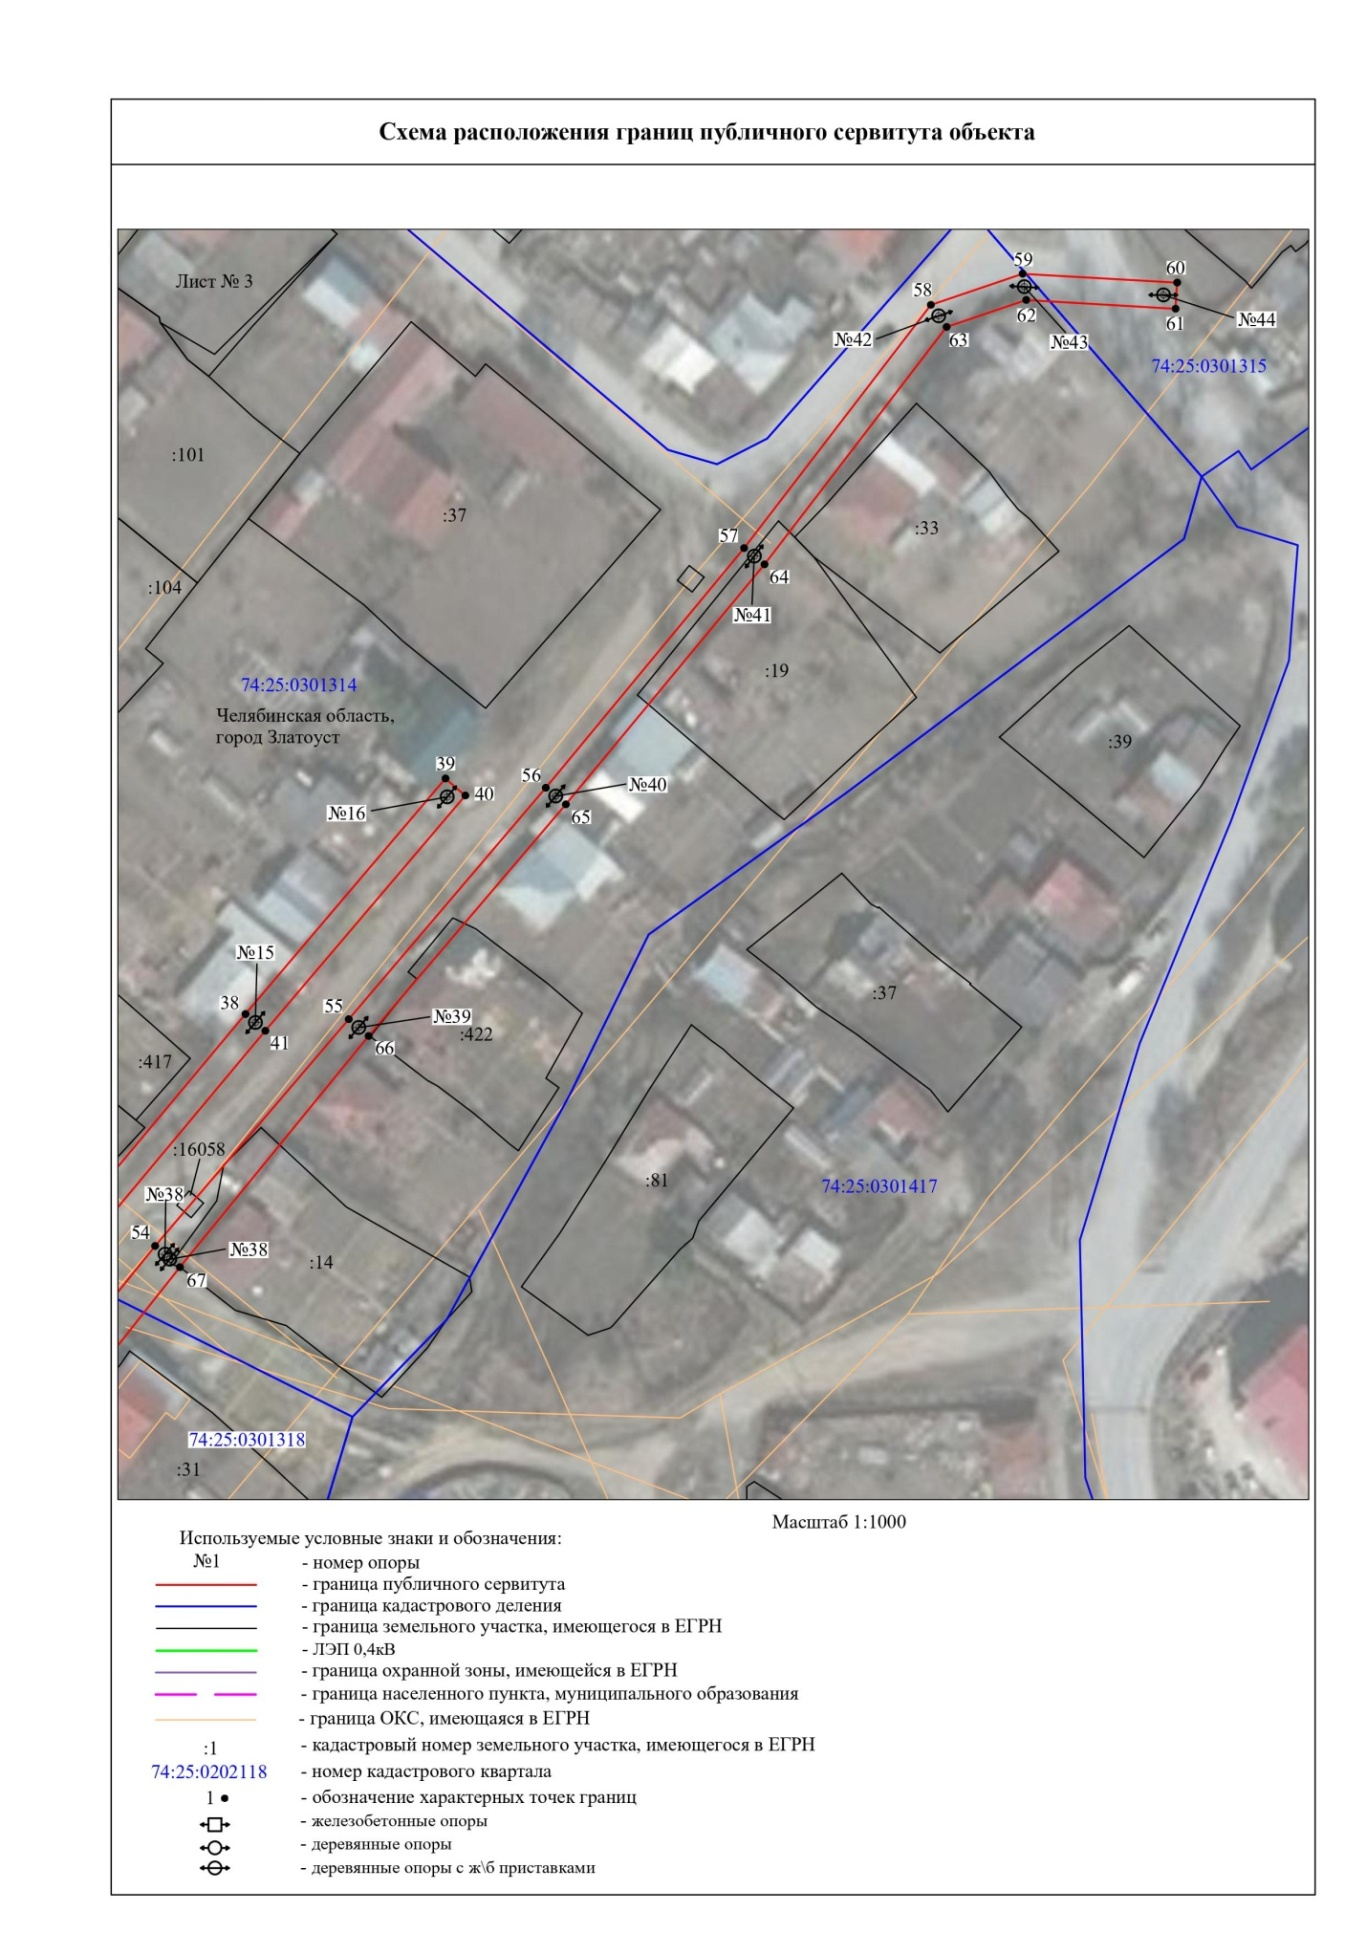 Схема расположения границ публичного сервитута объекта
Лист № 3
59
60
58
№42
62
61
№44
63
№43
74:25:0301315
:101
:37
:33
57
:104
64
№41
:19
74:25:0301314
Челябинская область,
город Златоуст
:39
39
56
№40
40
№16
65
№15
38
55
№39
:37
41
66
:422
:417
:16058
:81
74:25:0301417
№38
54
№38
:14
67
74:25:0301318
:31
Масштаб 1:1000
Используемые условные знаки и обозначения:
№1 - номер опоры
- граница публичного сервитута
- граница кадастрового деления
- граница земельного участка, имеющегося в ЕГРН
- ЛЭП 0,4кВ
- граница охранной зоны, имеющейся в ЕГРН
- граница населенного пункта, муниципального образования
- граница ОКС, имеющаяся в ЕГРН
:1 - кадастровый номер земельного участка, имеющегося в ЕГРН
74:25:0202118 - номер кадастрового квартала
1 - обозначение характерных точек границ
- железобетонные опоры
- деревянные опоры
- деревянные опоры с ж\б приставками